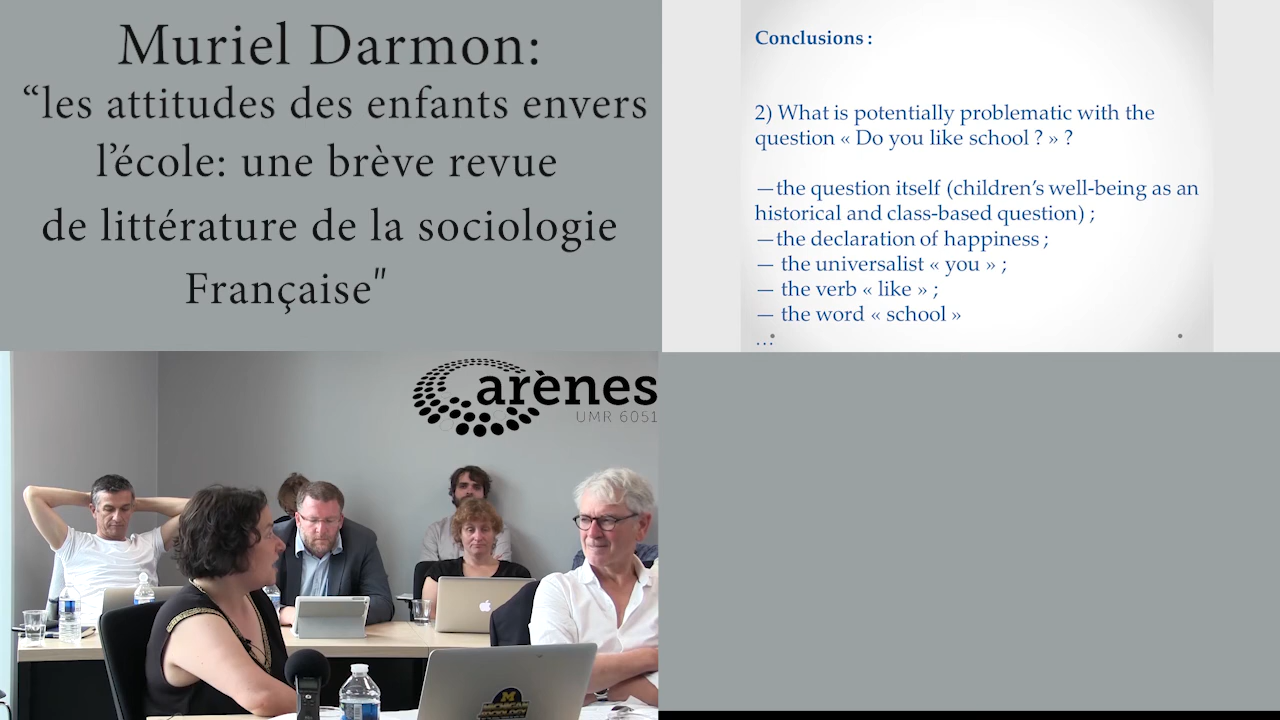 Muriel Darmon:
“les attitudes des enfants envers
l’école: une brève revue
de littérature de la sociologie
Française"
Conclusions :
2) What is potentially problematic with the
question « Do you like school ? » ?
—the question itself (children’s well-being as an
historical and class-based question) ;
—the declaration of happiness ;
— the universalist « you » ;
— the verb « like » ;
— the word « school »
…
arènes
UMR 6051
M
MICHIGAN